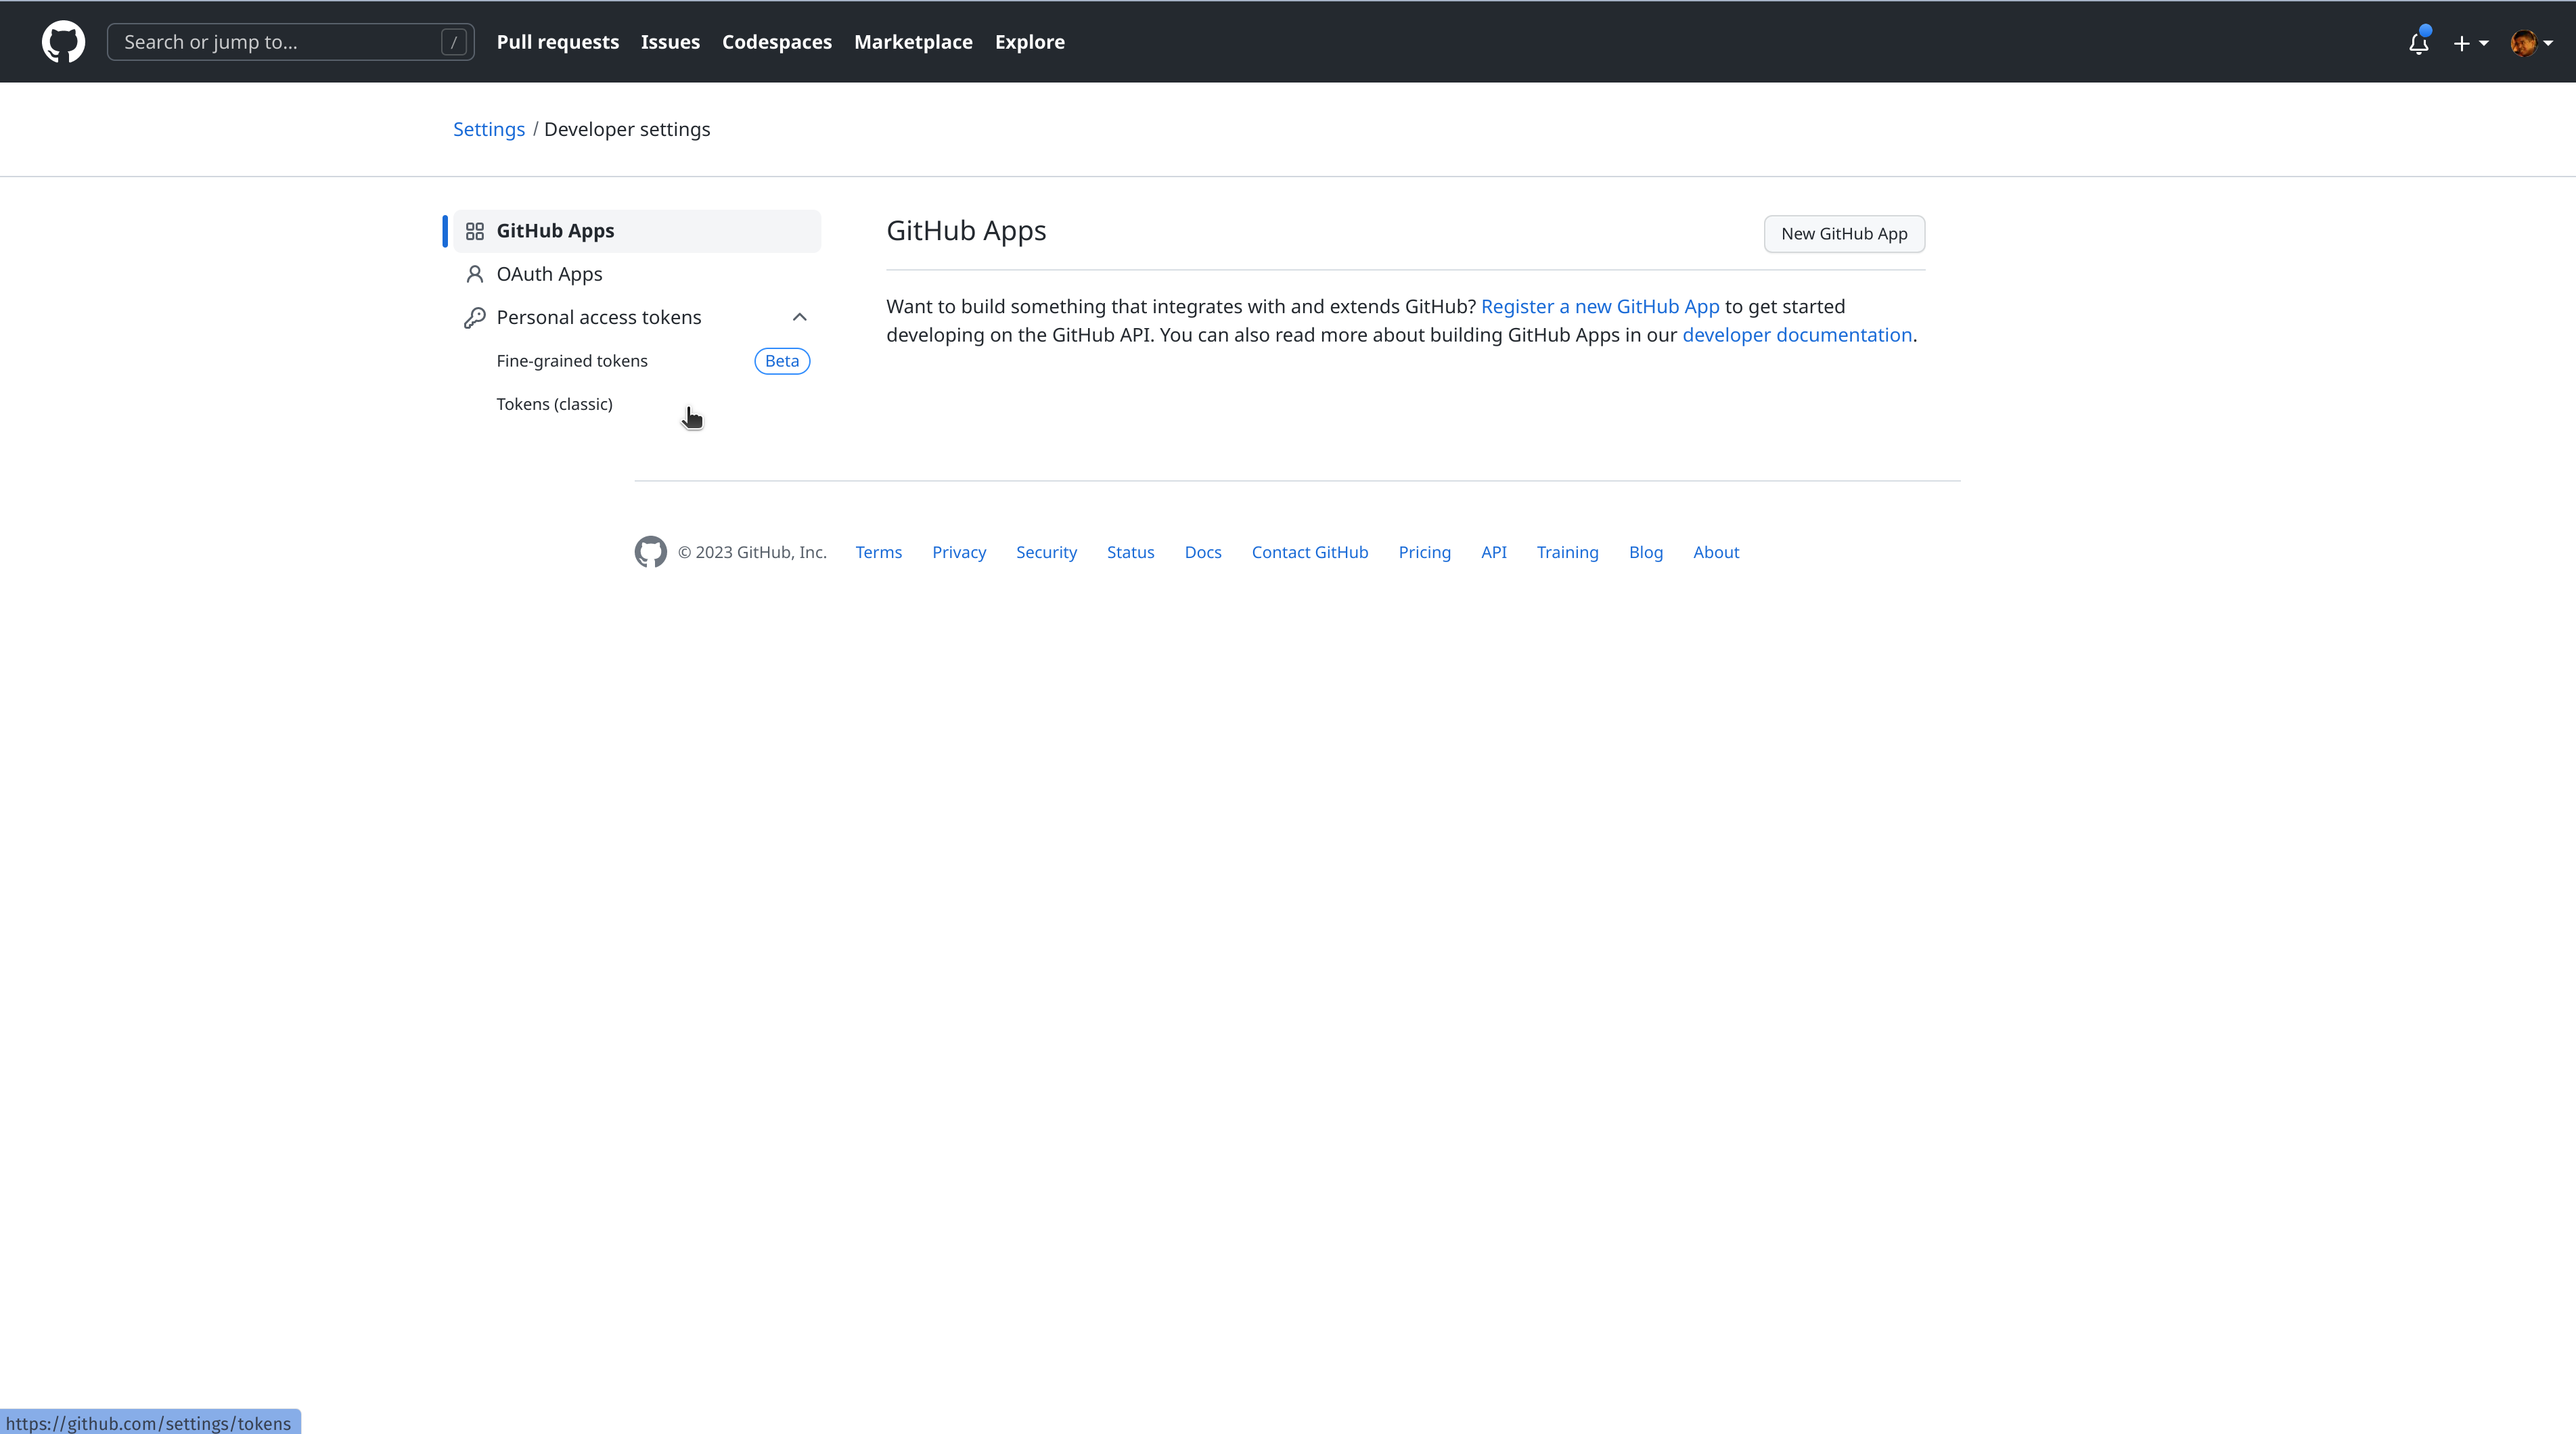 Search or jump to... / Pull requests Issues Codespaces Marketplace Explore
Settings / Developer settings
GitHub Apps
OAuth Apps
Personal access tokens
Fine-grained tokens Beta
Tokens (classic)
GitHub Apps New GitHub App
Want to build something that integrates with and extends GitHub? Register a new GitHub App to get started
developing on the GitHub API. You can also read more about building GitHub Apps in our developer documentation.
© 2023 GitHub, Inc. Terms Privacy Security Status Docs Contact GitHub Pricing API Training Blog About
https://github.com/settings/tokens